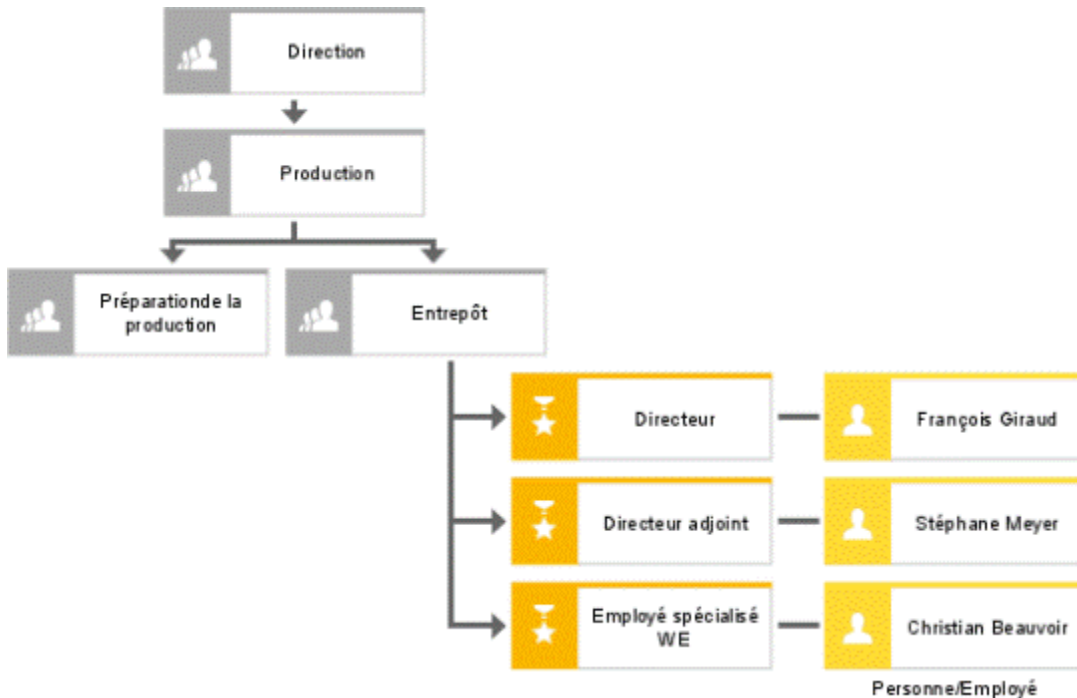 Direction
Production
Préparationde la
production
Entrepôt
Directeur
François Giraud
Directeur adjoint
Stéphane Meyer
Employé spécialisé
WE
Christian Beauvoir
Personne/Employé